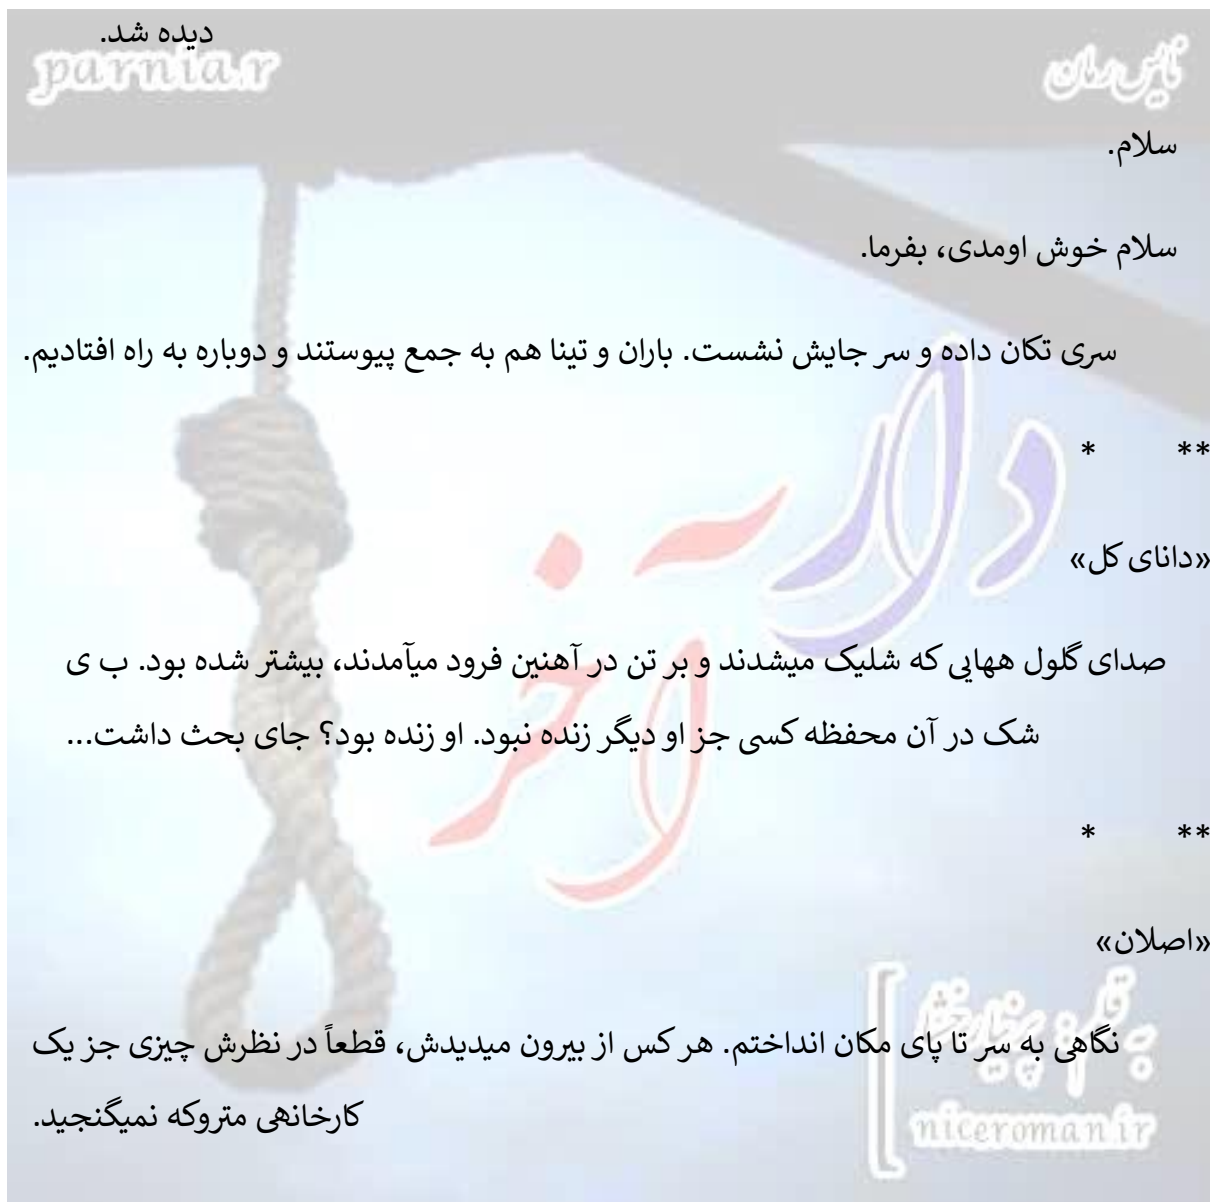 دیده شد.
parnia.r
نایس رمان
سلام.
سلام خوش اومدی، بفرما.
سری تکان داده و سر جایش نشست. باران و تینا هم به جمع پیوستند و دوباره به راه افتادیم.
** *
«دانای کل»
دار
آخر
صدای گلول ههایی که شلیک میشدند و بر تن در آهنین فرود میآمدند، بیشتر شده بود. ب ی
شک در آن محفظه کسی جز او دیگر زنده نبود. او زنده بود؟ جای بحث داشت...
** *
«اصلان»
نگاهی به سر تا پای مکان انداختم. هر کس از بیرون میدیدش، قطعاً در نظرش چیزی جز یک
کارخانهی متروکه نمیگنجید.
niceroman.ir